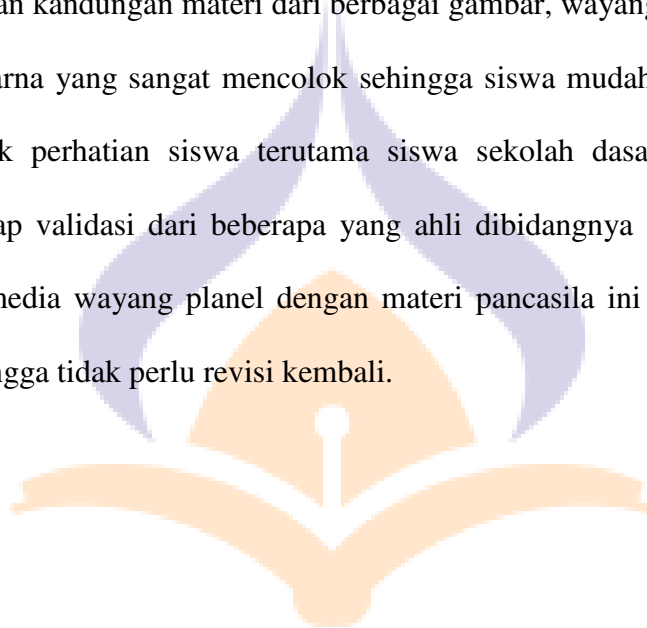 an kandungan materi dari berbagai gambar, wayang
arna yang sangat mencolok sehingga siswa mudah
k perhatian siswa terutama siswa sekolah dasa
ap validasi dari beberapa yang ahli dibidangnya
media wayang planel dengan materi pancasila ini
ngga tidak perlu revisi kembali.